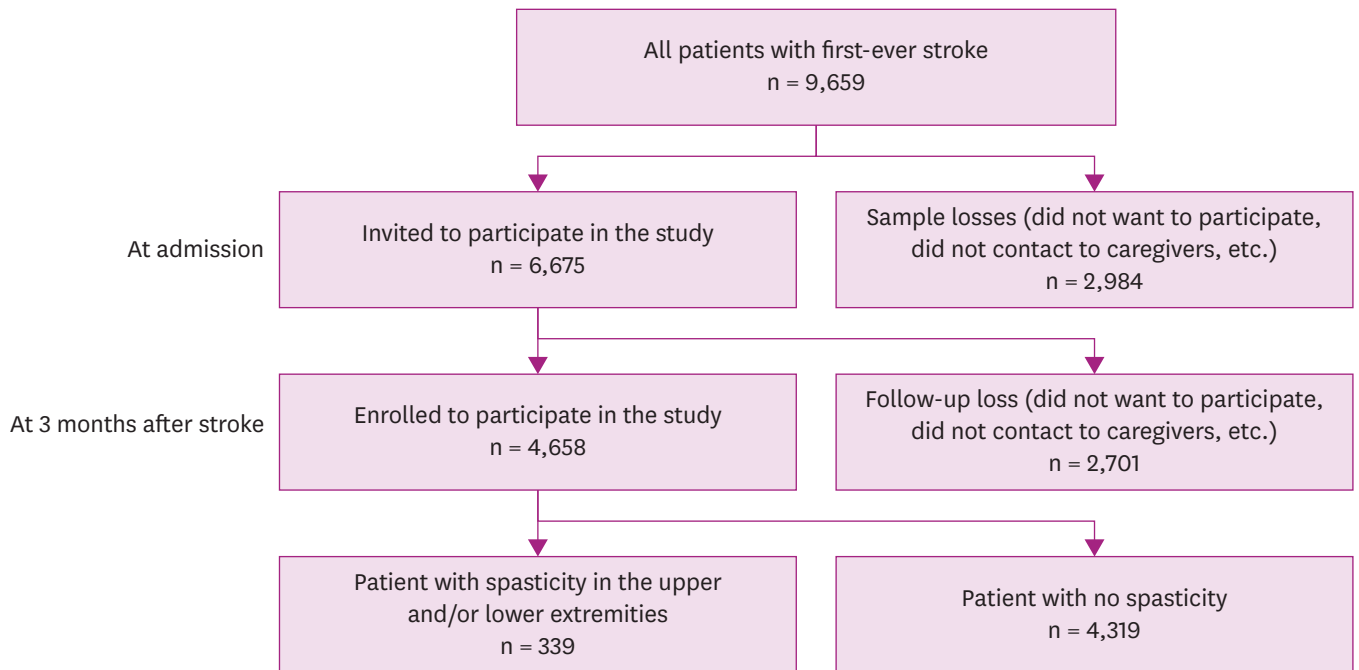 All patients with first-ever stroke
n = 9,659
At admission
Invited to participate in the study
n = 6,675
Sample losses (did not want to participate,
did not contact to caregivers, etc.)
n = 2,984
At 3 months after stroke
Enrolled to participate in the study
n = 4,658
Follow-up loss (did not want to participate,
did not contact to caregivers, etc.)
n = 2,701
Patient with spasticity in the upper
and/or lower extremities
n = 339
Patient with no spasticity
n = 4,319